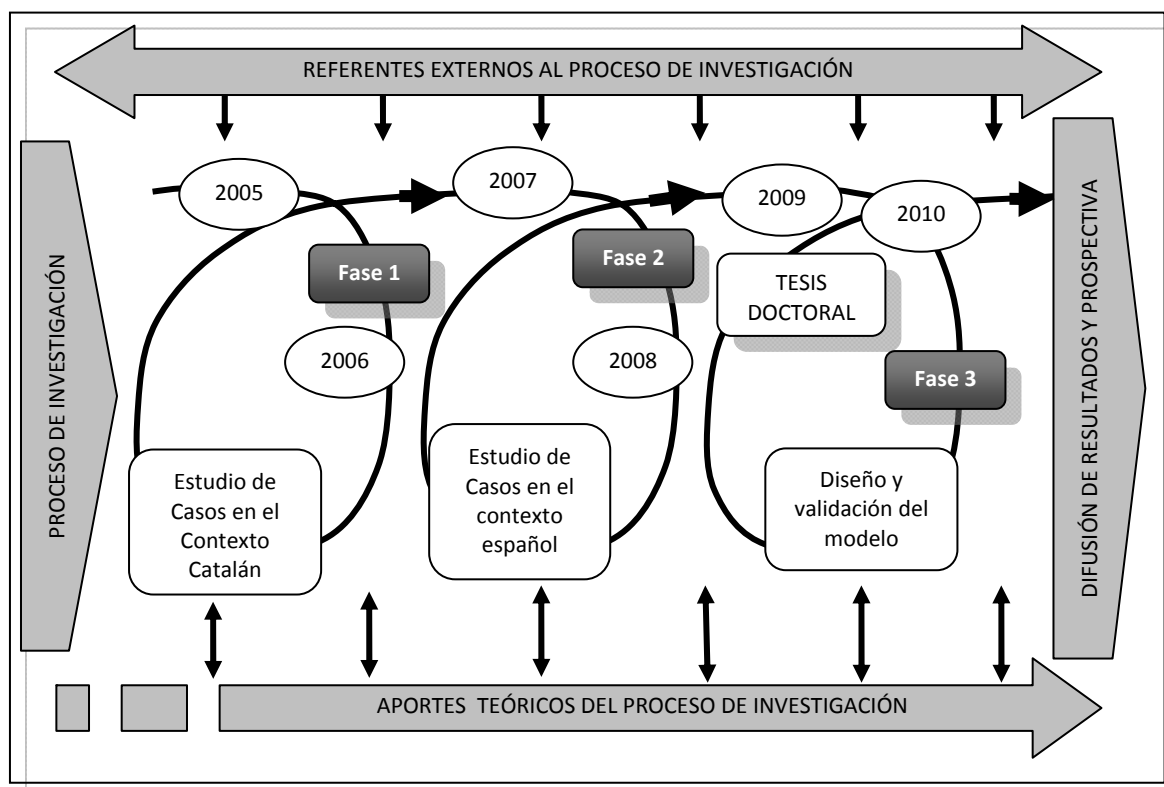 REFERENTES EXTERNOS AL PROCESO DE INVESTIGACIÓN
PROCESO DE INVESTIGACIÓN
2005
Fase 1
2006
Estudio de
Casos en el
Contexto
Catalán
2007
Fase 2
2008
Estudio de
Casos en el
contexto
español
2009
2010
TESIS
DOCTORAL
Fase 3
Diseño y
validación del
modelo
DIFUSIÓN DE RESULTADOS Y PROSPECTIVA
APORTES TEÓRICOS DEL PROCESO DE INVESTIGACIÓN